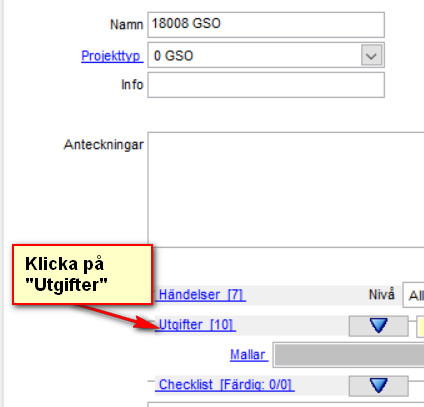 Namn 18008 GSO
Projekttyp 0 GSO
Info
Anteckningar
Klicka på
"Utgifter"
Händelser [7] Nivå All
Utgifter [10]
Mallar
Checklist [Färdig: 0/0]